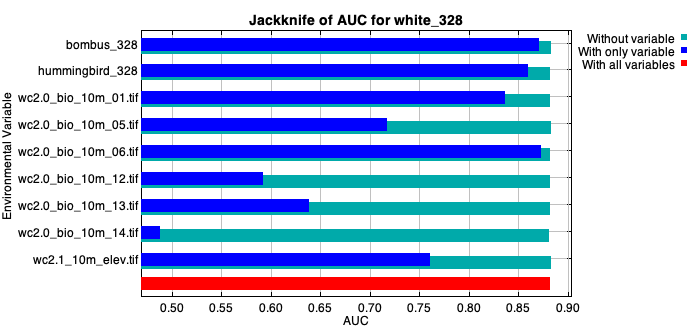 Jackknife of AUC for white_328
Without variable
With only variable
With all variables
Environmental Variable
bombus_328
hummingbird_328
wc2.0_bio_10m_01.tif
wc2.0_bio_10m_05.tif
wc2.0_bio_10m_06.tif
wc2.0_bio_10m_12.tif
wc2.0_bio_10m_13.tif
wc2.0_bio_10m_14.tif
wc2.1_10m_elev.tif
0.50 0.55 0.60 0.65 0.70 0.75 0.80 0.85 0.90
AUC